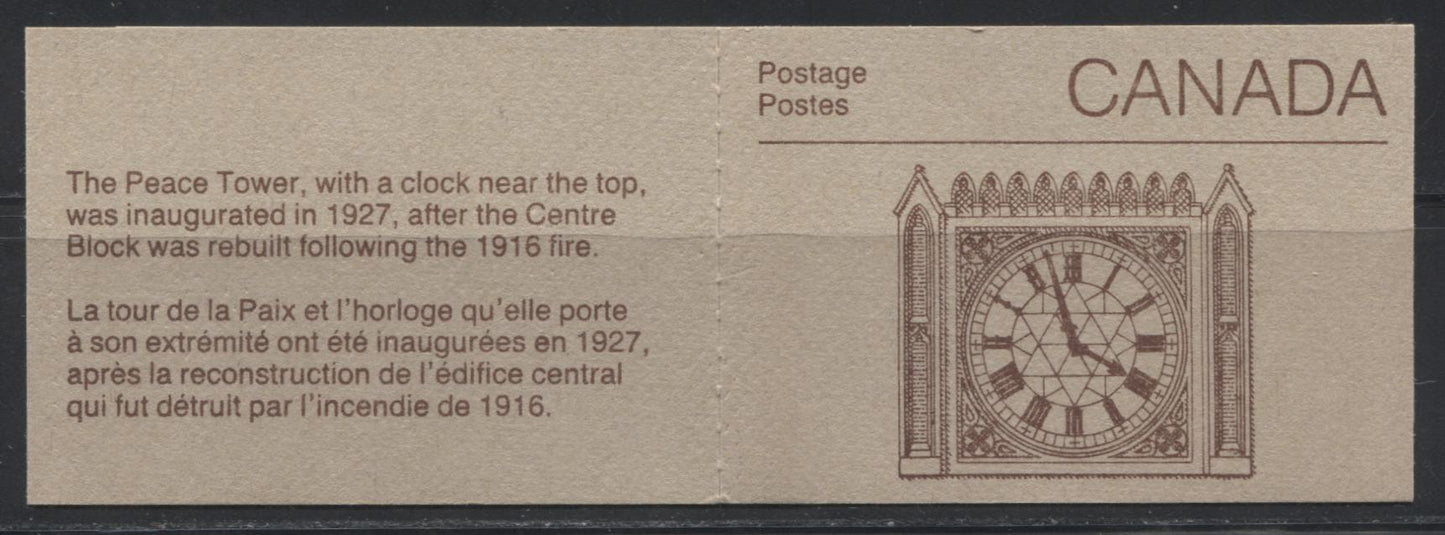 The Peace Tower, with a clock near the top,
was inaugurated in 1927, after the Centre
Block was rebuilt following the 1916 fire.
La tour de la Paix et l'horloge qu'elle porte
à son extrémité ont été inaugurées en 1927,
après la reconstruction de l'édifice central
qui fut détruit par l'incendie de 1916.
Postage
Postes
CANADA